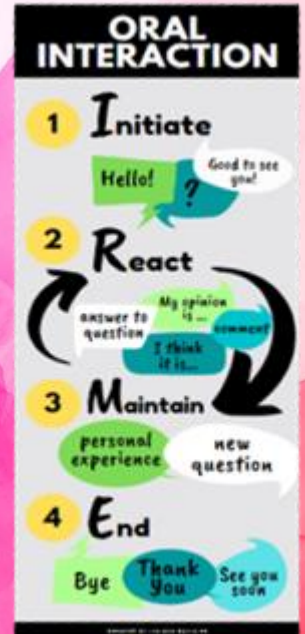 ORAL
INTERACTION
1 Initiate
Hello!
?
Good to see
you!
2 React
My opinion
is ...
answer to
question
comment
I think
it is...
3 Maintain
personal
experience
new
question
4 End
Bye
Thank
You
See you
soon